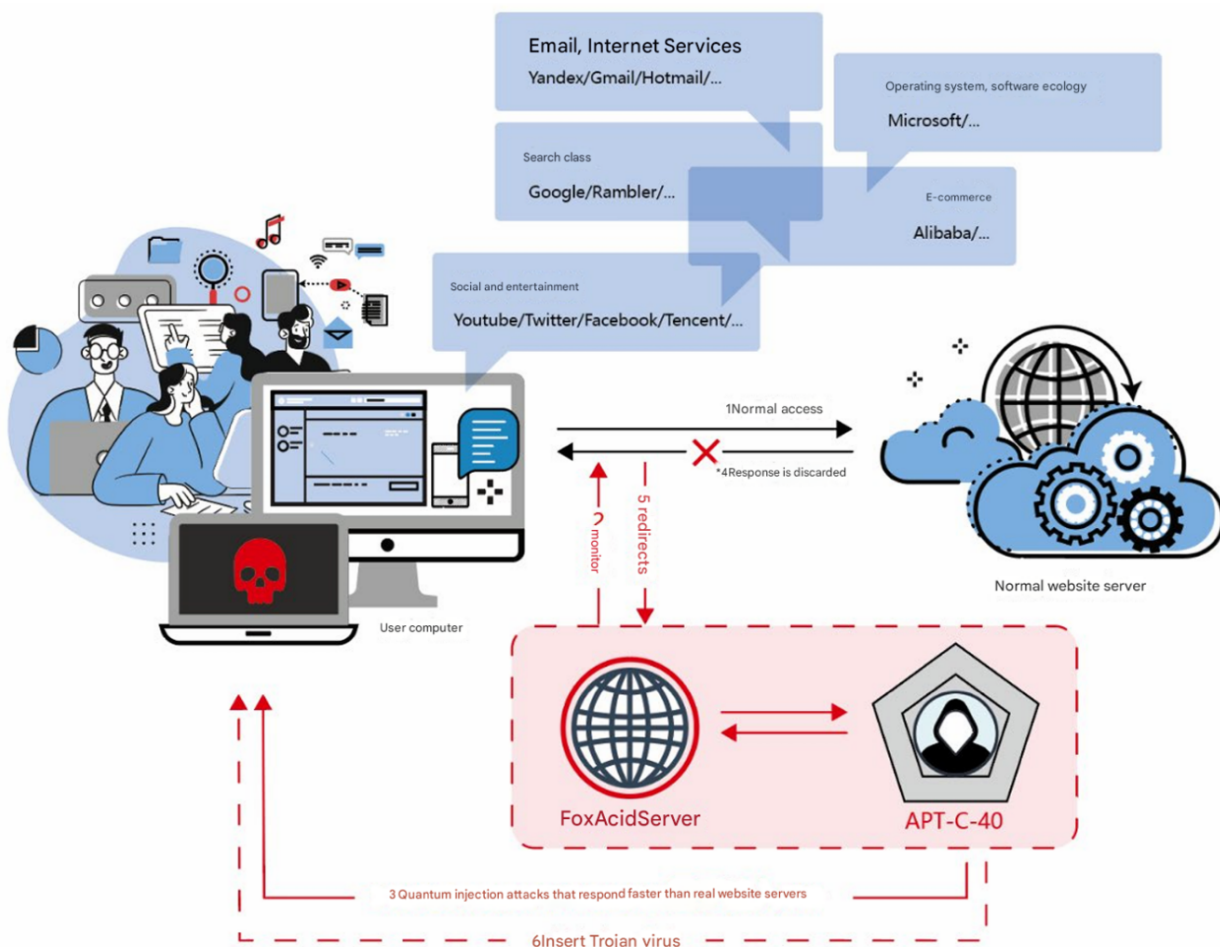 Email, Internet Services
Yandex/Gmail/Hotmail/...
Operating system, software ecology
Microsoft/...
Search class
Google/Rambler/...
E-commerce
Alibaba/...
Social and entertainment
Youtube/Twitter/Facebook/Tencent/...
1Normal access
*4Response is discarded
2 monitor
5 redirects
Normal website server
User computer
FoxAcidServer
APT-C-40
3 Quantum injection attacks that respond faster than real website servers
6Insert Trojan virus